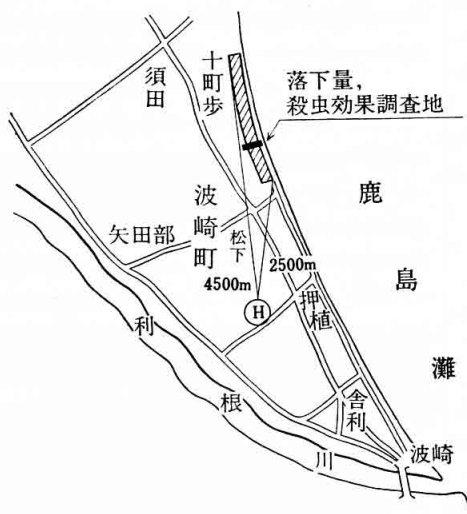 十町歩
須田
落下量,
殺虫効果調査地
鹿島灘
波崎町
矢田部
松下
2500m
4500m
H
押植
利根川
舎利
波崎